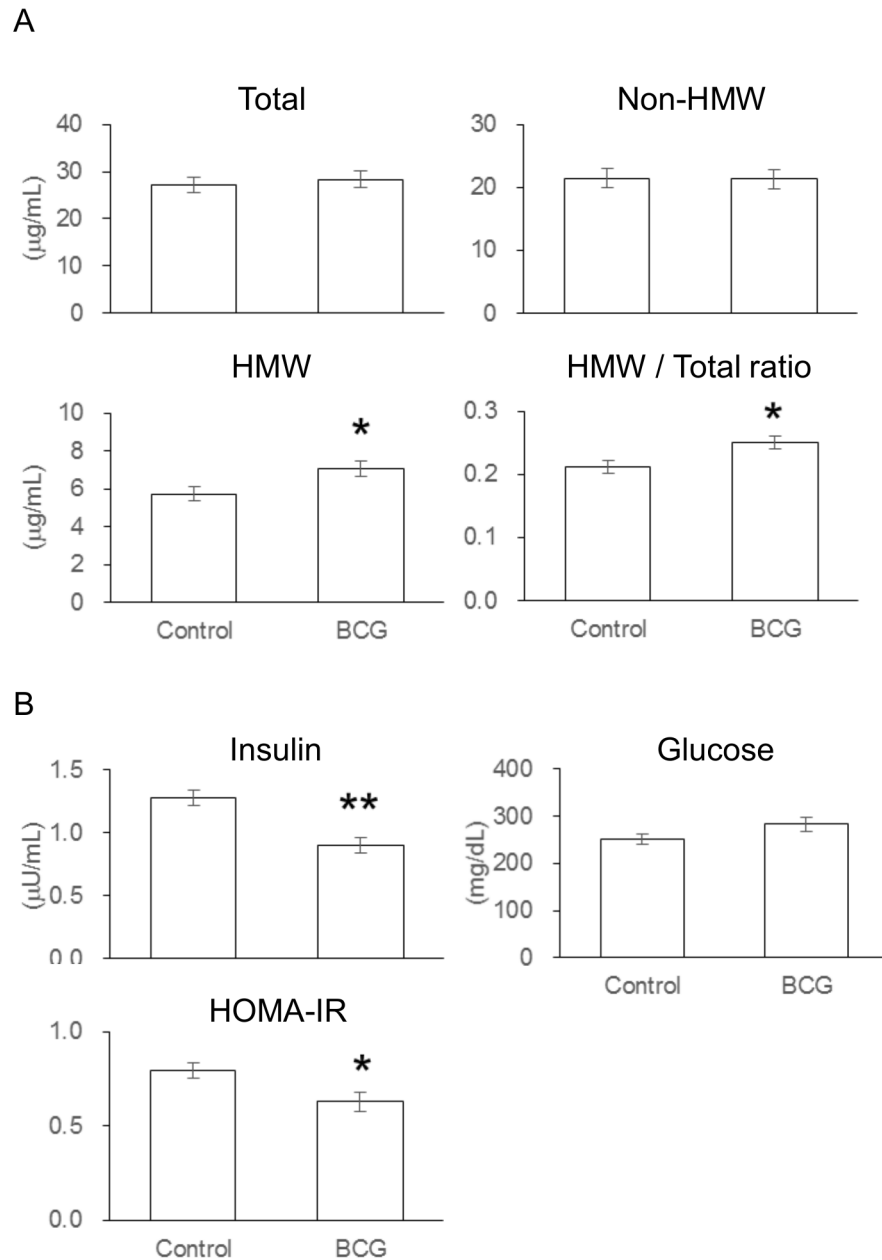 A
Total
40
30
20
10
0
(μg/mL)
Non-HMW
30
20
10
0
HMW
10
8
6
4
2
0
(μg/mL)
*
Control BCG
HMW / Total ratio
0.3
0.2
0.1
0.0
*
Control BCG
B
Insulin
1.5
1.0
0.5
0.0
(μU/mL)
**
Glucose
400
300
200
100
0
(mg/dL)
Control BCG
HOMA-IR
1.0
0.5
0.0
*
Control BCG